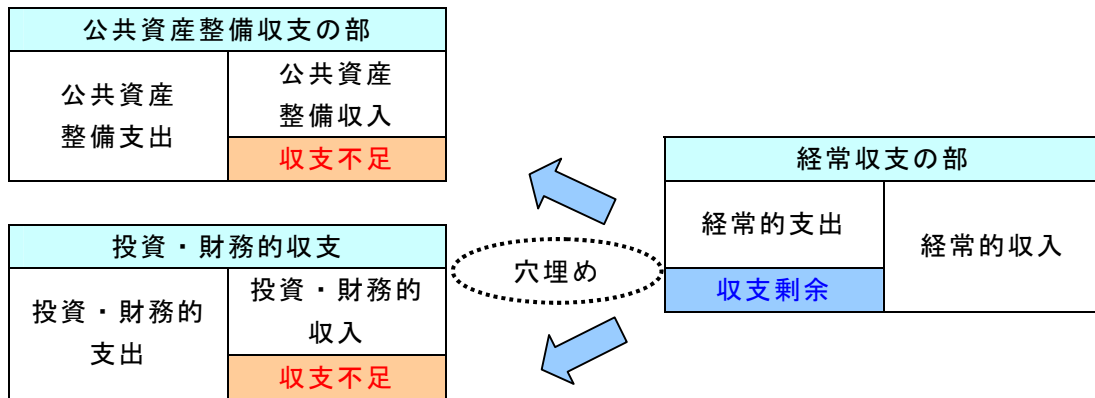 公共資産整備収支の部
公共資産
整備支出
公共資産
整備収入
収支不足
投資・財務的収支
投資・財務的
支出
投資・財務的
収入
収支不足
穴埋め
経常収支の部
経常的支出
収支剰余
経常的収入